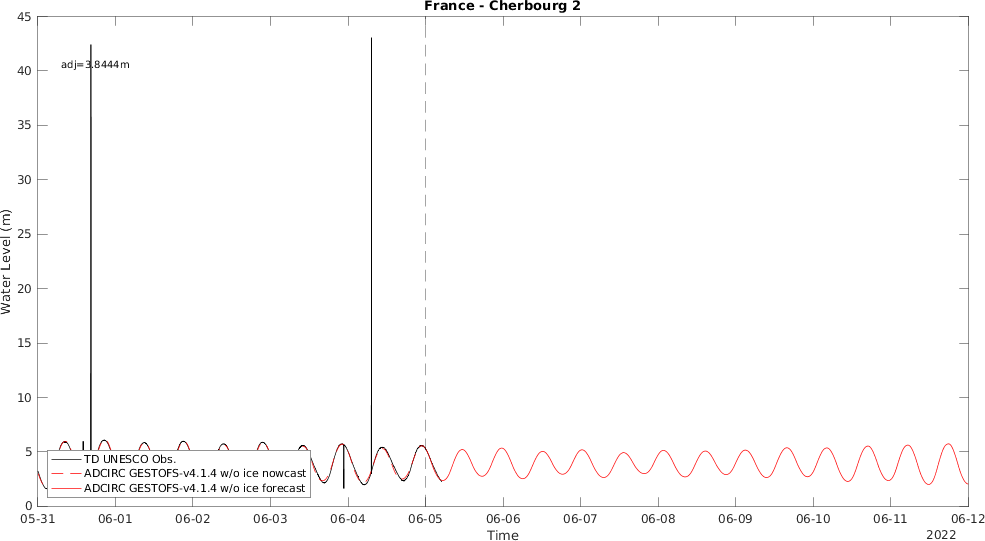 France - Cherbourg 2
45
40
35
30
25
20
15
10
5
0
Water Level (m)
adj=3.8444m
TD UNESCO Obs.
ADCIRC GESTOFS-v4.1.4 w/o ice nowcast
ADCIRC GESTOFS-v4.1.4 w/o ice forecast
05-31 06-01 06-02 06-03 06-04 06-05 06-06 06-07 06-08 06-09 06-10 06-11 06-12
Time
2022